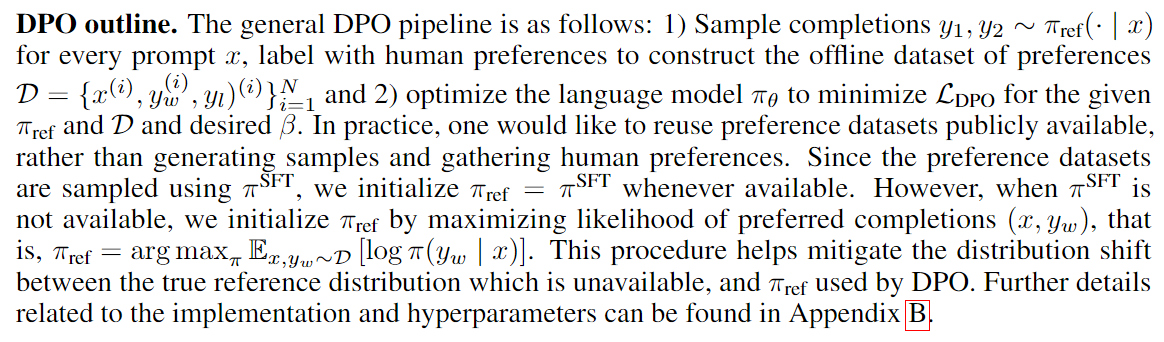 DPO outline. The general DPO pipeline is as follows: 1) Sample completions $y_1, y_2 \sim \pi_{\text{ref}}(\cdot \mid x)$
for every prompt $x$, label with human preferences to construct the offline dataset of preferences
$\mathcal{D} = \{x^{(i)}, y_w^{(i)}, y_l)^{(i)}\}_{i=1}^N$ and 2) optimize the language model $\pi_\theta$ to minimize $\mathcal{L}_{\text{DPO}}$ for the given
$\pi_{\text{ref}}$ and $\mathcal{D}$ and desired $\beta$. In practice, one would like to reuse preference datasets publicly available,
rather than generating samples and gathering human preferences. Since the preference datasets
are sampled using $\pi^{\text{SFT}}$, we initialize $\pi_{\text{ref}} = \pi^{\text{SFT}}$ whenever available. However, when $\pi^{\text{SFT}}$ is
not available, we initialize $\pi_{\text{ref}}$ by maximizing likelihood of preferred completions $(x, y_w)$, that
is, $\pi_{\text{ref}} = \arg\max_\pi \mathbb{E}_{x, y_w \sim \mathcal{D}} [\log \pi(y_w \mid x)]$. This procedure helps mitigate the distribution shift
between the true reference distribution which is unavailable, and $\pi_{\text{ref}}$ used by DPO. Further details
related to the implementation and hyperparameters can be found in Appendix B.